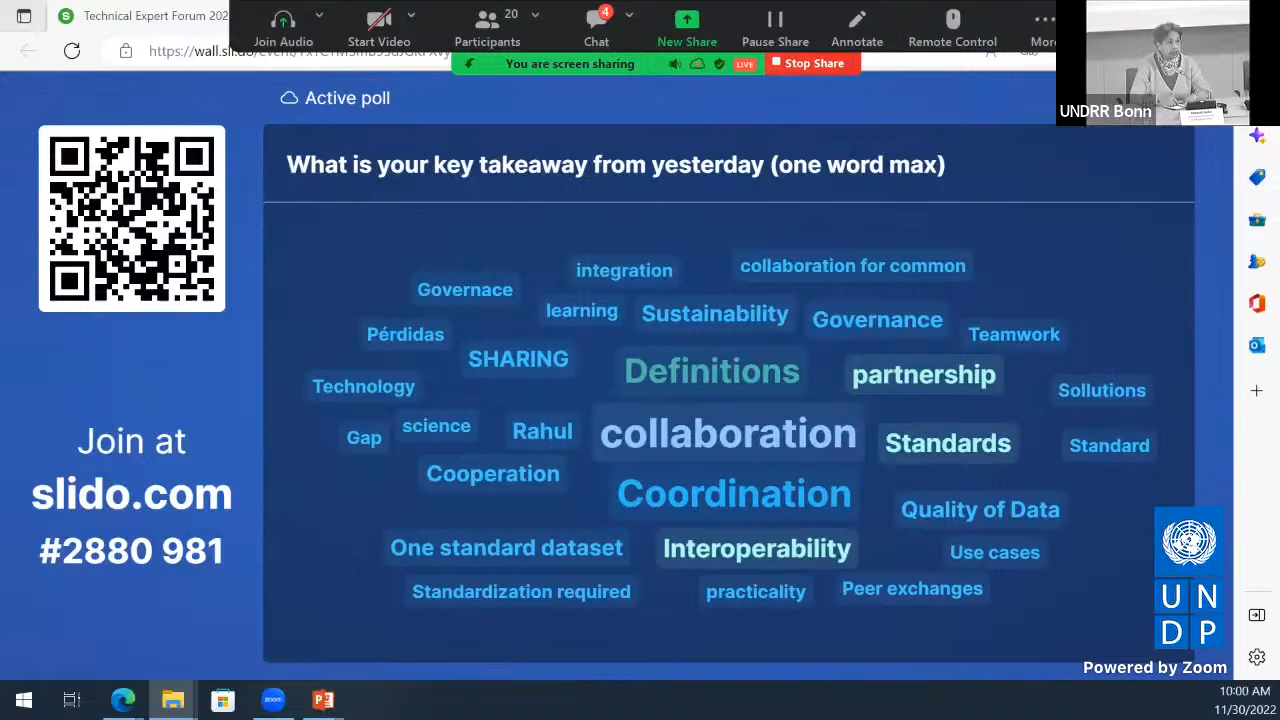 Technical Expert Forum 202
20
4
Join Audio
Start Video
Participants
Chat
New Share
Pause Share
Annotate
Remote Control
More
You are screen sharing
LIVE
Stop Share
UNDRR Bonn
Active poll
What is your key takeaway from yesterday (one word max)
integration
collaboration for common
Governace
learning
Sustainability
Governance
Pérdidas
Teamwork
SHARING
Definitions
partnership
Technology
Sollutions
Gap
science
Rahul
collaboration
Standards
Standard
Cooperation
Coordination
Quality of Data
One standard dataset
Interoperability
Use cases
Standardization required
practicality
Peer exchanges
Join at
slido.com
#2880 981
U N
D P
Powered by Zoom
zoom
10:00 AM
11/30/2022